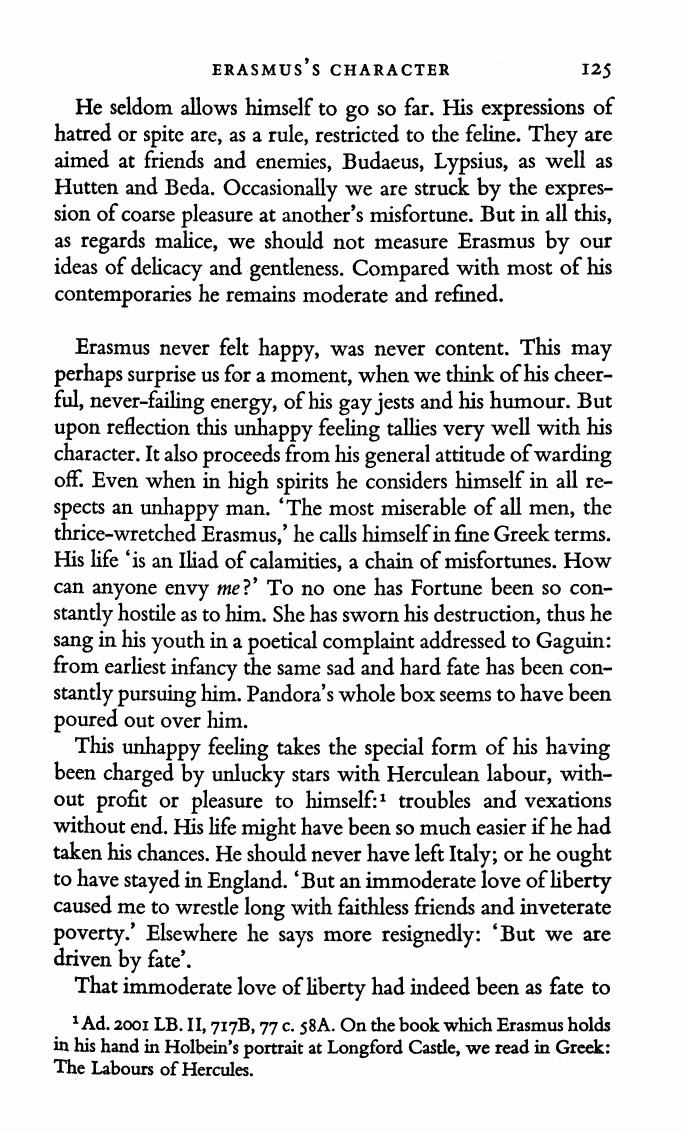 ERASMUS'S CHARACTER 125
He seldom allows himself to go so far. His expressions of
hatred or spite are, as a rule, restricted to the feline. They are
aimed at friends and enemies, Budaeus, Lypsius, as well as
Hutten and Beda. Occasionally we are struck by the expres-
sion of coarse pleasure at another's misfortune. But in all this,
as regards malice, we should not measure Erasmus by our
ideas of delicacy and gentleness. Compared with most of his
contemporaries he remains moderate and refined.
Erasmus never felt happy, was never content. This may
perhaps surprise us for a moment, when we think of his cheer-
ful, never-failing energy, of his gay jests and his humour. But
upon reflection this unhappy feeling tallies very well with his
character. It also proceeds from his general attitude of warding
off. Even when in high spirits he considers himself in all re-
spects an unhappy man. 'The most miserable of all men, the
thrice-wretched Erasmus,' he calls himself in fine Greek terms.
His life 'is an Iliad of calamities, a chain of misfortunes. How
can anyone envy me?' To no one has Fortune been so con-
stantly hostile as to him. She has sworn his destruction, thus he
sang in his youth in a poetical complaint addressed to Gaguin:
from earliest infancy the same sad and hard fate has been con-
stantly pursuing him. Pandora's whole box seems to have been
poured out over him.
This unhappy feeling takes the special form of his having
been charged by unlucky stars with Herculean labour, with-
out profit or pleasure to himself:¹ troubles and vexations
without end. His life might have been so much easier if he had
taken his chances. He should never have left Italy; or he ought
to have stayed in England. 'But an immoderate love of liberty
caused me to wrestle long with faithless friends and inveterate
poverty.' Elsewhere he says more resignedly: 'But we are
driven by fate'.
That immoderate love of liberty had indeed been as fate to
¹ Ad. 2001 LB. II, 717B, 77 c. 58A. On the book which Erasmus holds
in his hand in Holbein's portrait at Longford Castle, we read in Greek:
The Labours of Hercules.